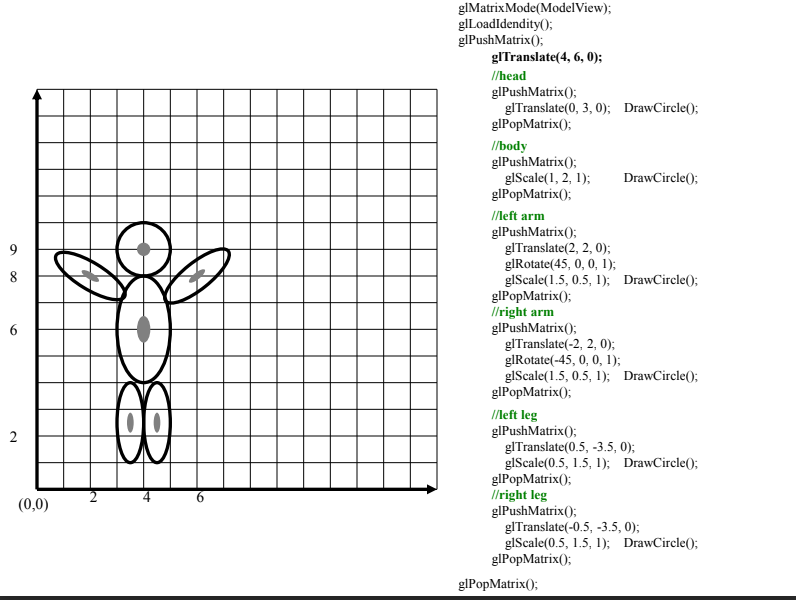 glMatrixMode(ModelView);
glLoadIdendity();
glPushMatrix();
glTranslate(4, 6, 0);
//head
glPushMatrix();
glTranslate(0, 3, 0); DrawCircle();
glPopMatrix();
//body
glPushMatrix();
glScale(1, 2, 1); DrawCircle();
glPopMatrix();
//left arm
glPushMatrix();
glTranslate(2, 2, 0);
glRotate(45, 0, 0, 1);
glScale(1.5, 0.5, 1); DrawCircle();
glPopMatrix();
//right arm
glPushMatrix();
glTranslate(-2, 2, 0);
glRotate(-45, 0, 0, 1);
glScale(1.5, 0.5, 1); DrawCircle();
glPopMatrix();
//left leg
glPushMatrix();
glTranslate(0.5, -3.5, 0);
glScale(0.5, 1.5, 1); DrawCircle();
glPopMatrix();
//right leg
glPushMatrix();
glTranslate(-0.5, -3.5, 0);
glScale(0.5, 1.5, 1); DrawCircle();
glPopMatrix();
glPopMatrix();
9
8
6
2
(0,0)
2 4 6